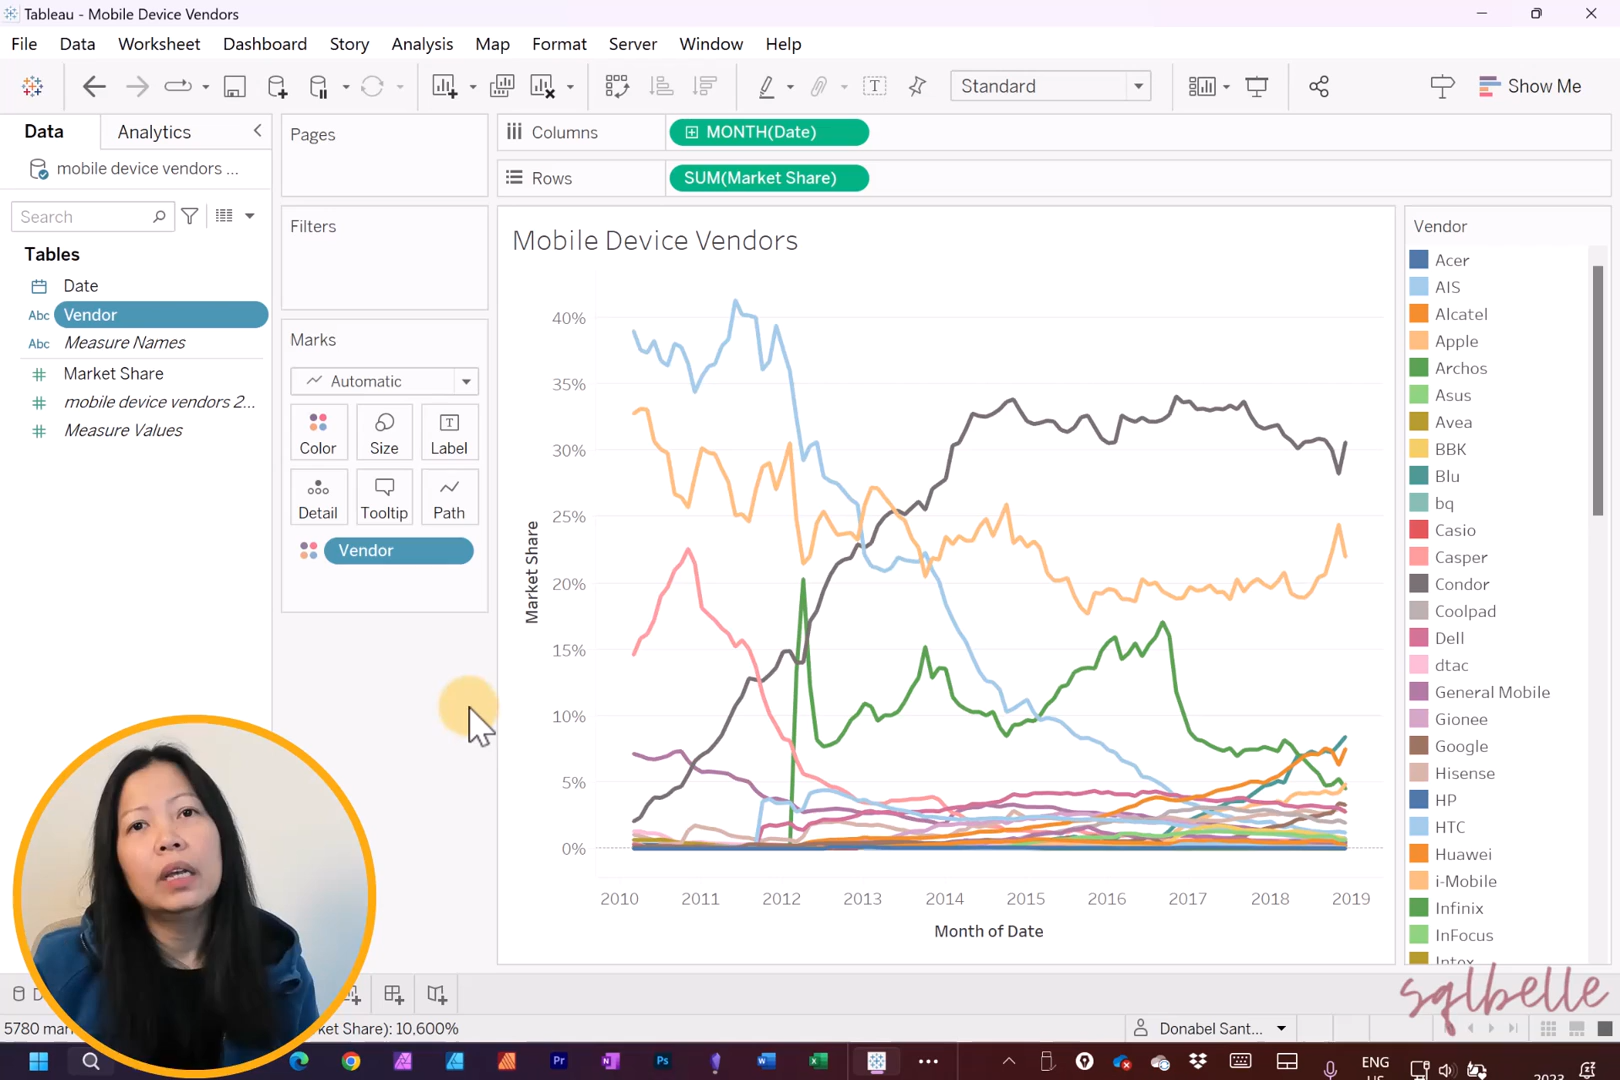 Tableau - Mobile Device Vendors
File Data Worksheet Dashboard Story Analysis Map Format Server Window Help
Standard
Show Me
Data Analytics
mobile device vendors ...
Search
Tables
Date
Abc Vendor
Abc Measure Names
# Market Share
# mobile device vendors 2...
# Measure Values
Pages
Filters
Marks
Automatic
Color Size Label
Detail Tooltip Path
Vendor
Columns MONTH(Date)
Rows SUM(Market Share)
Mobile Device Vendors
40%
35%
30%
25%
20%
15%
10%
5%
0%
Market Share
2010 2011 2012 2013 2014 2015 2016 2017 2018 2019
Month of Date
Vendor
Acer
AIS
Alcatel
Apple
Archos
Asus
Avea
BBK
Blu
bq
Casio
Casper
Condor
Coolpad
Dell
dtac
General Mobile
Gionee
Google
Hisense
HP
HTC
Huawei
i-Mobile
Infinix
InFocus
Intex
sqlbelle
5780 mar
ket Share): 10,600%
Donabel Sant...
Pr
N
Ps
ENG